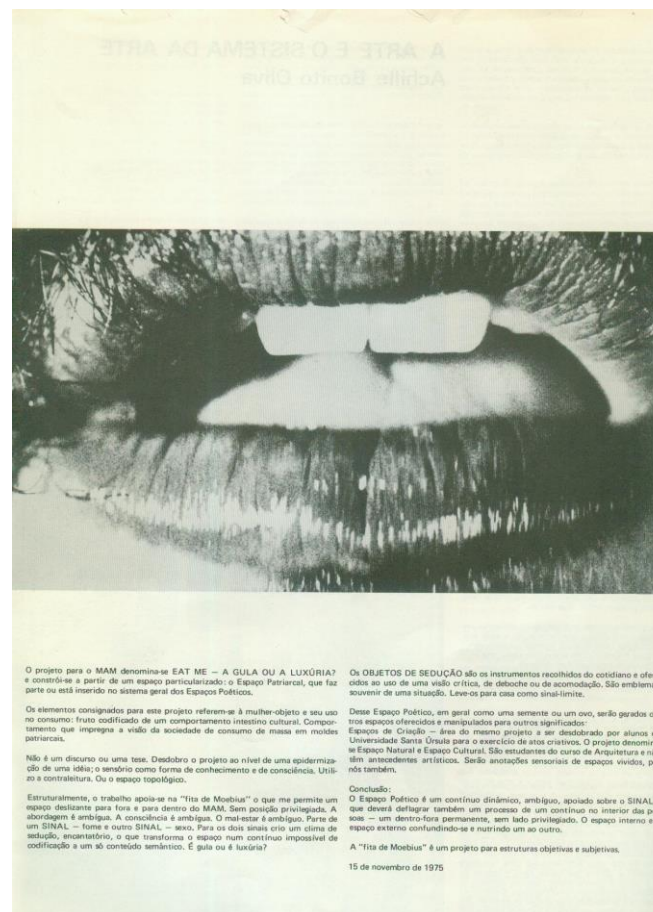 A ARTE E O SISTEMA DA ARTE
Achille Bonito Oliva
O projeto para o MAM denomina-se EAT ME — A GULA OU A LUXÚRIA?
e constrói-se a partir de um espaço particularizado: o Espaço Patriarcal, que faz
parte ou está inserido no sistema geral dos Espaços Poéticos.
Os elementos consignados para este projeto referem-se à mulher-objeto e seu uso
no consumo: fruto codificado de um comportamento intestino cultural. Compor-
tamento que impregna a visão da sociedade de consumo de massa em moldes
patriarcais.
Não é um discurso ou uma tese. Desdobro o projeto ao nível de uma epidermiza-
ção de uma idéia; o sensório como forma de conhecimento e de consciência. Utili-
zo a contraleitura. Ou o espaço topológico.
Estruturalmente, o trabalho apoia-se na "fita de Moebius" o que me permite um
espaço deslizante para fora e para dentro do MAM. Sem posição privilegiada. A
abordagem é ambígua. A consciência é ambígua. O mal-estar é ambíguo. Parte de
um SINAL — fome e outro SINAL — sexo. Para os dois sinais crio um clima de
sedução, encantatório, o que transforma o espaço num contínuo impossível de
codificação a um só conteúdo semântico. É gula ou é luxúria?
Os OBJETOS DE SEDUÇÃO são os instrumentos recolhidos do cotidiano e ofe
cidos ao uso de uma visão crítica, de deboche ou de acomodação. São emblema
souvenir de uma situação. Leve-os para casa como sinal-limite.
Desse Espaço Poético, em geral como uma semente ou um ovo, serão gerados o
tros espaços oferecidos e manipulados para outros significados:
Espaços de Criação — área do mesmo projeto a ser desdobrado por alunos
Universidade Santa Úrsula para o exercício de atos criativos. O projeto denomin
se Espaço Natural e Espaço Cultural. São estudantes do curso de Arquitetura e n
têm antecedentes artísticos. Serão anotações sensoriais de espaços vividos, p
nós também.
Conclusão:
O Espaço Poético é um contínuo dinâmico, ambíguo, apoiado sobre o SINAL
que deverá deflagrar também um processo de um contínuo no interior das pe
soas — um dentro-fora permanente, sem lado privilegiado. O espaço interno e
espaço externo confundindo-se e nutrindo um ao outro.
A "fita de Moebius" é um projeto para estruturas objetivas e subjetivas.
15 de novembro de 1975